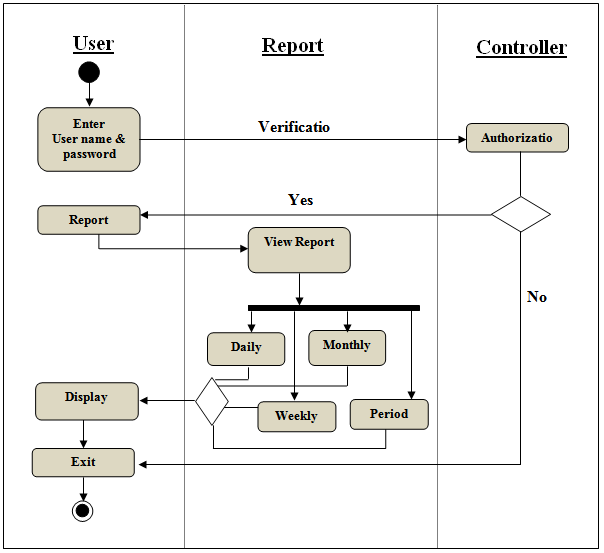 User
Report
Controller
Enter
User name &
password
Verificatio
Authorizatio
Yes
Report
View Report
No
Daily
Monthly
Display
Weekly
Period
Exit